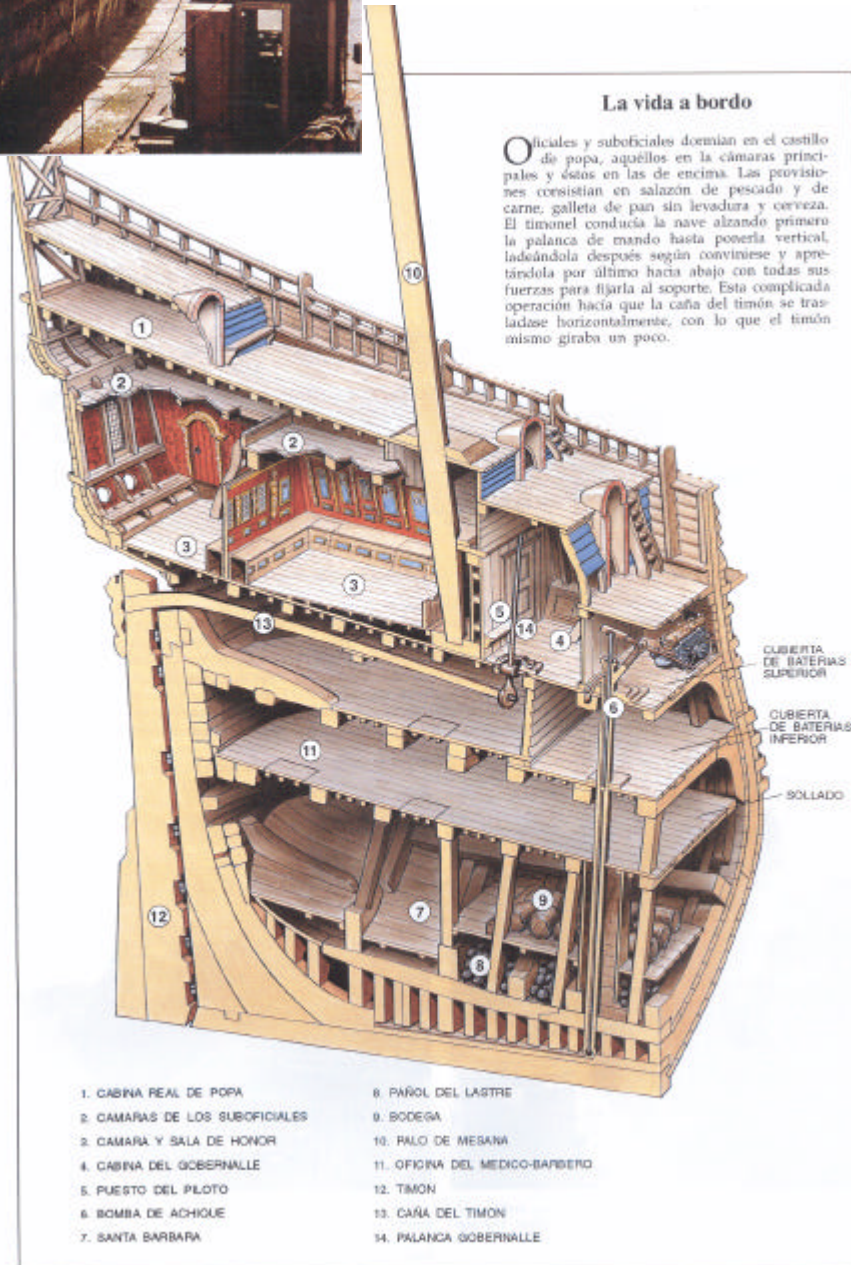 La vida a bordo
Oficiales y suboficiales dormían en el castillo
de popa, aquéllos en la cámaras princi-
pales y éstos en las de encima. Las provisio-
nes consistían en salazón de pescado y de
carne, galleta de pan sin levadura y cerveza.
El timonel conducía la nave alzando primero
la palanca de mando hasta ponerla vertical,
ladeándola después según conviniese y apre-
tándola por último hacia abajo con todas sus
fuerzas para fijarla al soporte. Esta complicada
operación hacía que la caña del timón se tras-
ladase horizontalmente, con lo que el timón
mismo giraba un poco.
10
1
2
2
3
3
13
5
14
4
6
CUBIERTA
DE BATERIAS
SUPERIOR
CUBIERTA
DE BATERIAS
INFERIOR
SOLLADO
11
9
7
12
8
1. CABINA REAL DE POPA
2. CAMARAS DE LOS SUBOFICIALES
3. CAMARA Y SALA DE HONOR
4. CABINA DEL GOBERNALLE
5. PUESTO DEL PILOTO
6. BOMBA DE ACHIQUE
7. SANTA BARBARA
8. PAÑOL DEL LASTRE
9. BODEGA
10. PALO DE MESANA
11. OFICINA DEL MEDICO-BARBERO
12. TIMON
13. CAÑA DEL TIMON
14. PALANCA GOBERNALLE